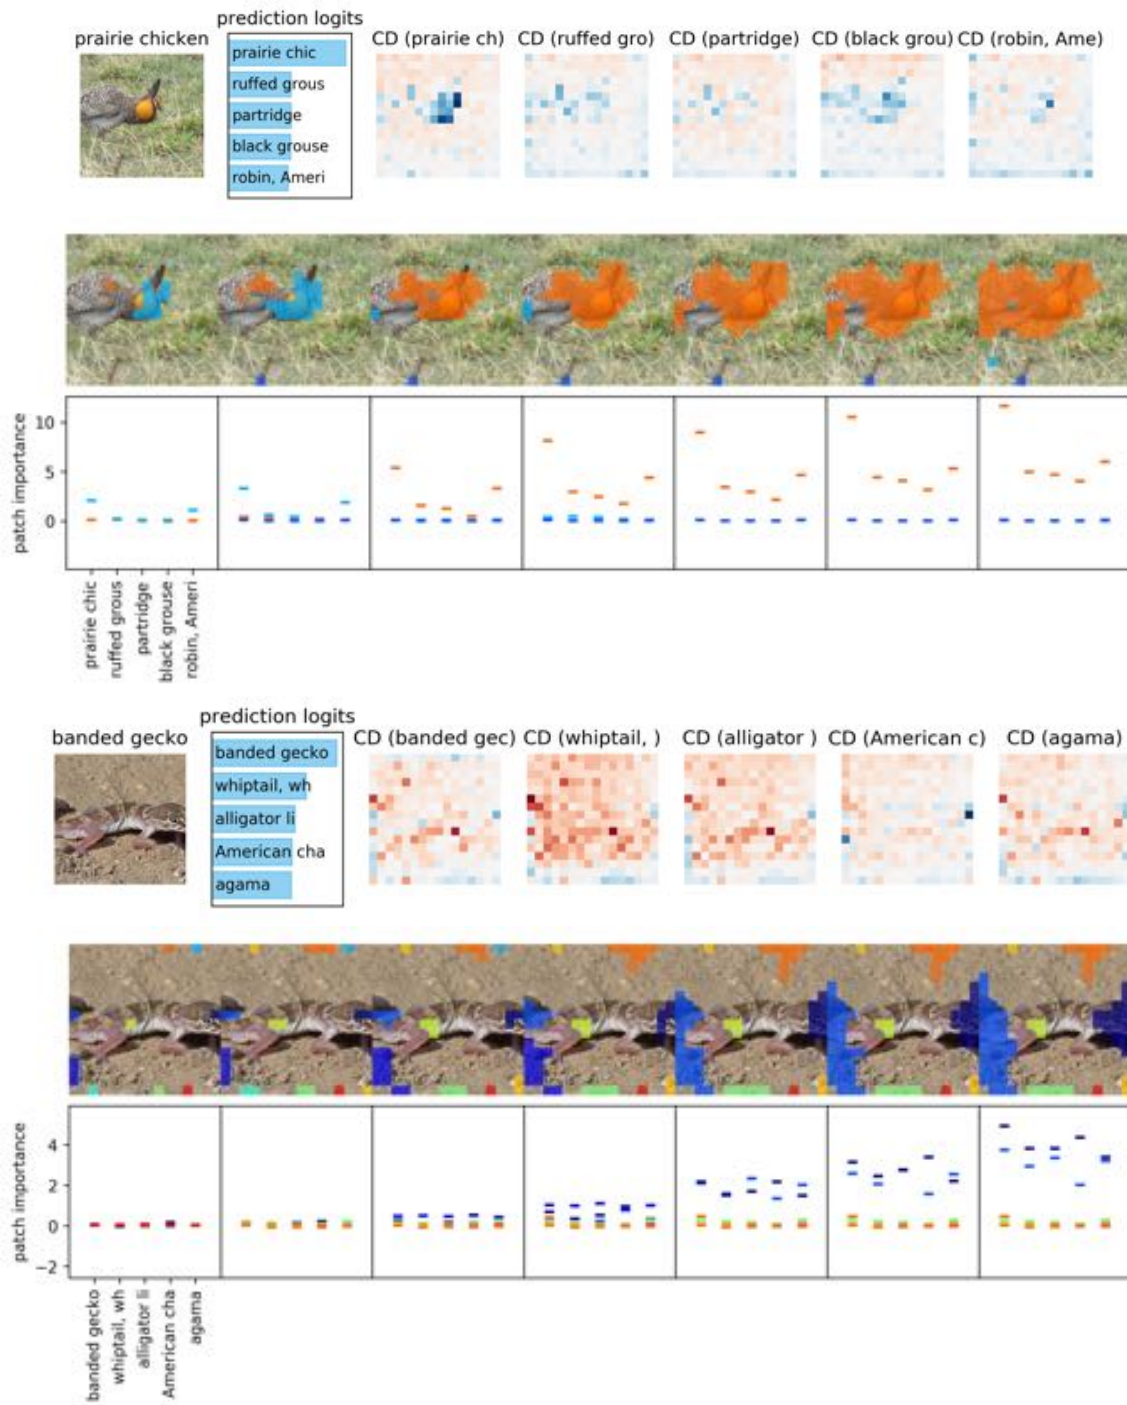 prediction logits
prairie chicken
CD (prairie ch)
CD (ruffed gro)
CD (partridge)
CD (black grou)
CD (robin, Ame)
prairie chic
ruffed grous
partridge
black grouse
robin, Ameri
patch importance
10
5
0
prairie chic
ruffed grous
partridge
black grouse
robin, Ameri
prediction logits
banded gecko
CD (banded gec)
CD (whiptail, )
CD (alligator )
CD (American c)
CD (agama)
banded gecko
whiptail, wh
alligator li
American cha
agama
patch importance
4
2
0
−2
banded gecko
whiptail, wh
alligator li
American cha
agama